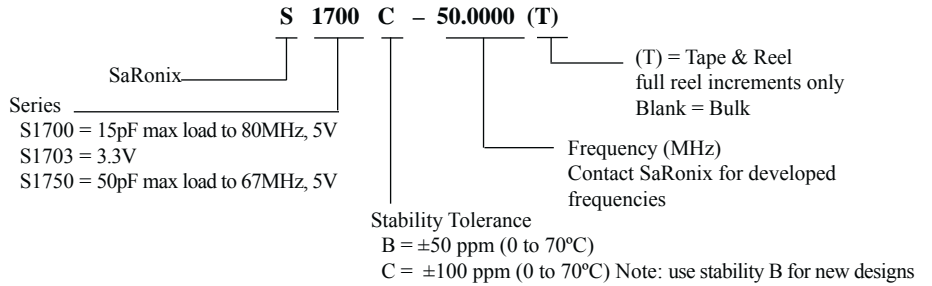 S 1700 C – 50.0000 (T)
SaRonix
Series
S1700 = 15pF max load to 80MHz, 5V
S1703 = 3.3V
S1750 = 50pF max load to 67MHz, 5V
(T) = Tape & Reel
full reel increments only
Blank = Bulk
Frequency (MHz)
Contact SaRonix for developed
frequencies
Stability Tolerance
B = ±50 ppm (0 to 70ºC)
C = ±100 ppm (0 to 70ºC) Note: use stability B for new designs